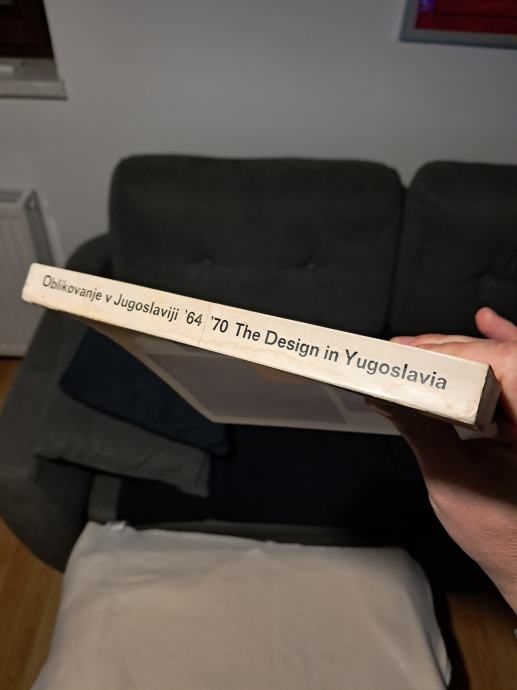 Oblikovanje v Jugoslaviji '64 '70 The Design in Yugoslavia